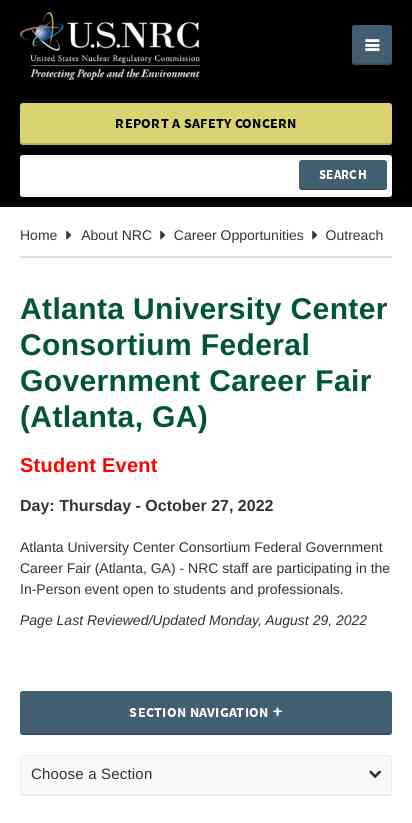 U.S.NRC
United States Nuclear Regulatory Commission
Protecting People and the Environment
REPORT A SAFETY CONCERN
SEARCH
Home About NRC Career Opportunities Outreach
Atlanta University Center
Consortium Federal
Government Career Fair
(Atlanta, GA)
Student Event
Day: Thursday - October 27, 2022
Atlanta University Center Consortium Federal Government
Career Fair (Atlanta, GA) - NRC staff are participating in the
In-Person event open to students and professionals.
Page Last Reviewed/Updated Monday, August 29, 2022
SECTION NAVIGATION +
Choose a Section